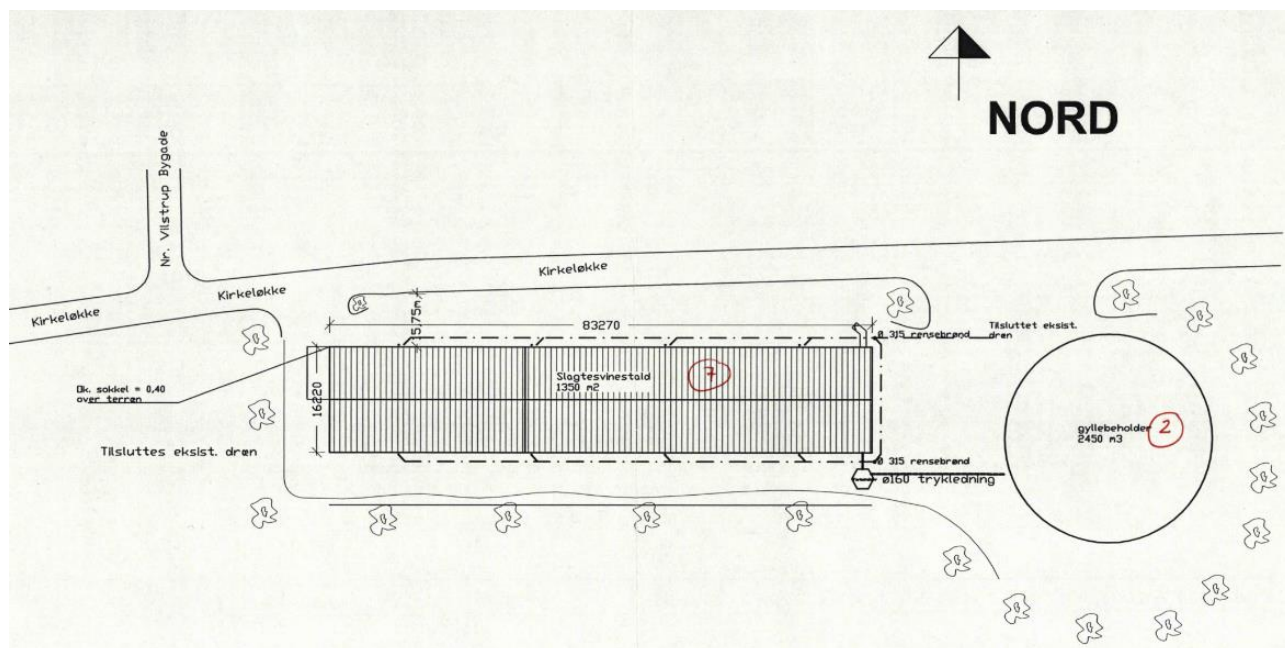 NORD
Nr. Vilstrup Bygade
Kirkeløkke
Kirkeløkke
Kirkeløkke
5.75m
83270
ø 315 rensebrønd
Tilsluttet eksist.
dræn
Slagtesvinestald
1350 m2
7
16220
Ok. sokkel = 0,40
over terræn
gyllebeholder
2450 m3
2
Tilsluttes eksist. dræn
ø 315 rensebrønd
ø160 trykledning